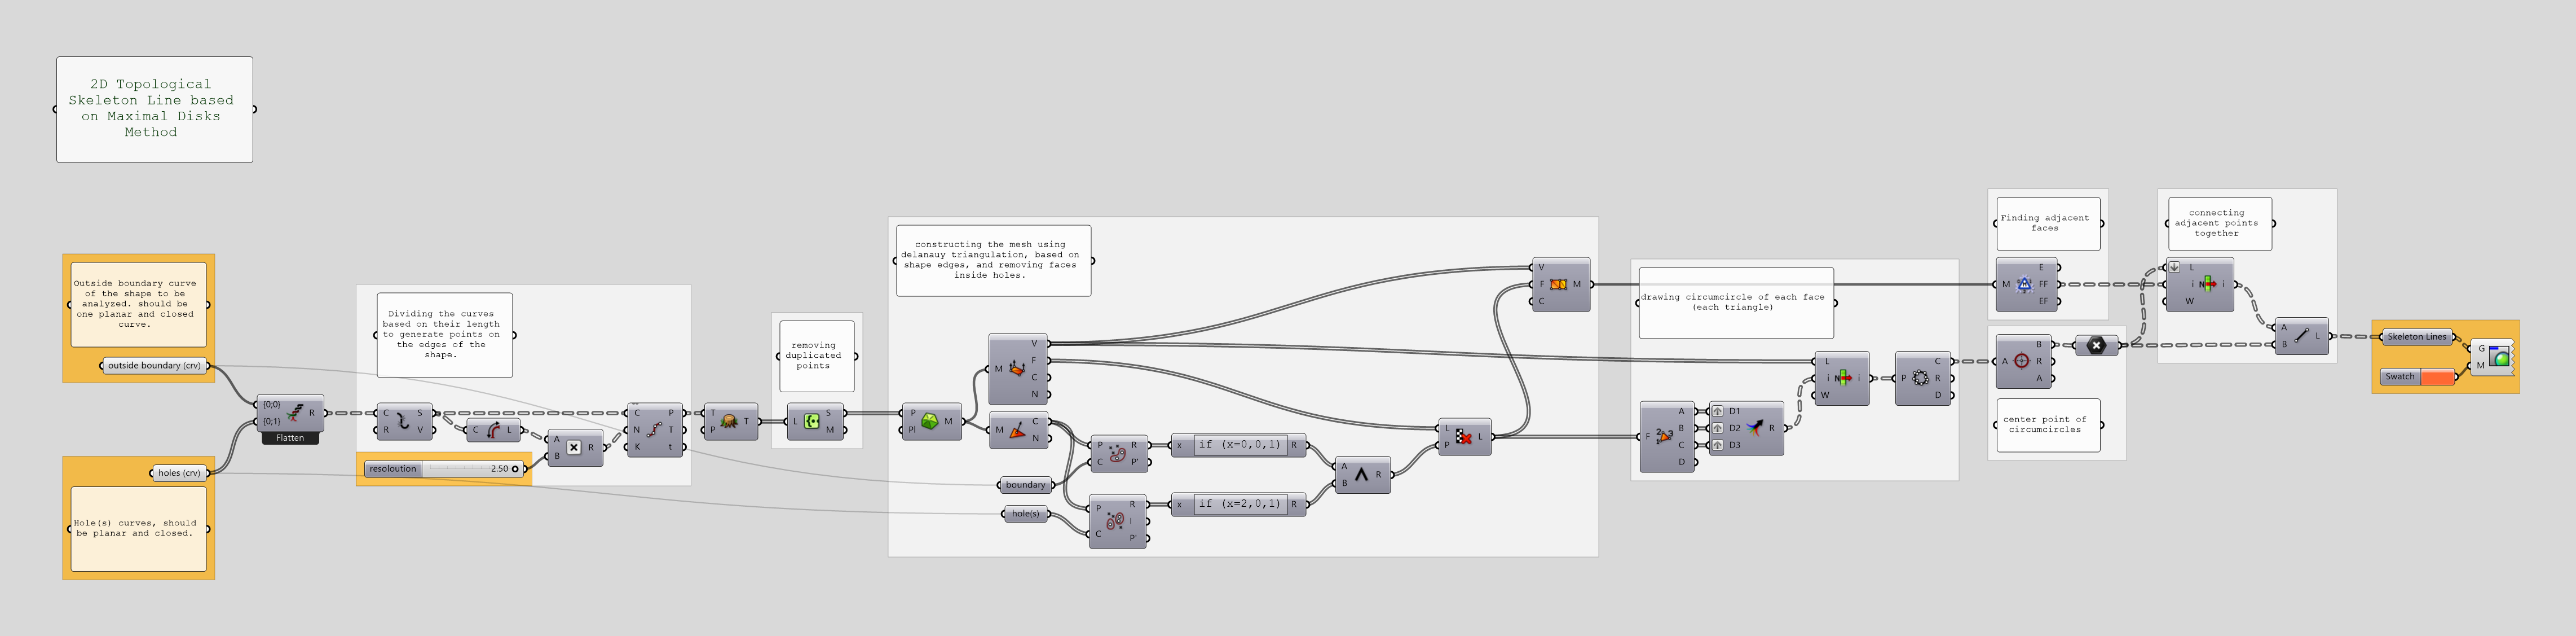 2D Topological
Skeleton Line based
on Maximal Disks
Method
Outside boundary curve
of the shape to be
analyzed. should be
one planar and closed
curve.
outside boundary (crv)
holes (crv)
Hole(s) curves, should
be planar and closed.
{0;0}
{0;1}
R
Flatten
Dividing the curves
based on their length
to generate points on
the edges of the
shape.
C S
R V
C L
A
B R
resoloution 2.50
C P
N T
K t
T
P T
removing
duplicated
points
L S
M
constructing the mesh using
delanauy triangulation, based on
shape edges, and removing faces
inside holes.
P
Pl M
M V
F
C
N
M C
N
boundary
hole(s)
P R
C P'
P R
I
C P'
x if (x=0,0,1) R
x if (x=2,0,1) R
A
B R
L
P L
V
F M
C
drawing circumcircle of each face
(each triangle)
F A
B
C
D
D1
D2 R
D3
L
i i
W
P C
R
D
Finding adjacent
faces
M E
FF
EF
A B
R
A
center point of
circumcircles
connecting
adjacent points
together
L
i i
W
A
B L
Skeleton Lines
Swatch
G
M